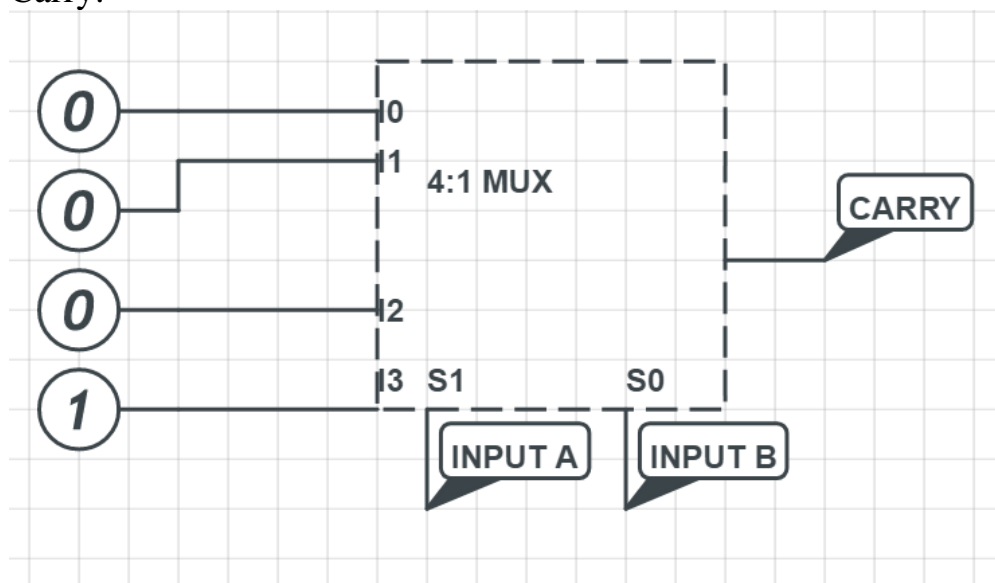 Carry:
0
I0
0
I1
4:1 MUX
CARRY
0
I2
1
I3
S1
S0
INPUT A
INPUT B